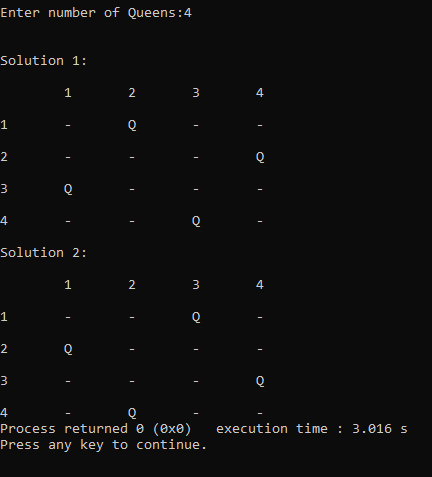 Enter number of Queens:4
Solution 1:
1 2 3 4
1 - Q - -
2 - - - Q
3 Q - - -
4 - - Q -
Solution 2:
1 2 3 4
1 - - Q -
2 Q - - -
3 - - - Q
4 - Q - -
Process returned 0 (0x0) execution time : 3.016 s
Press any key to continue.